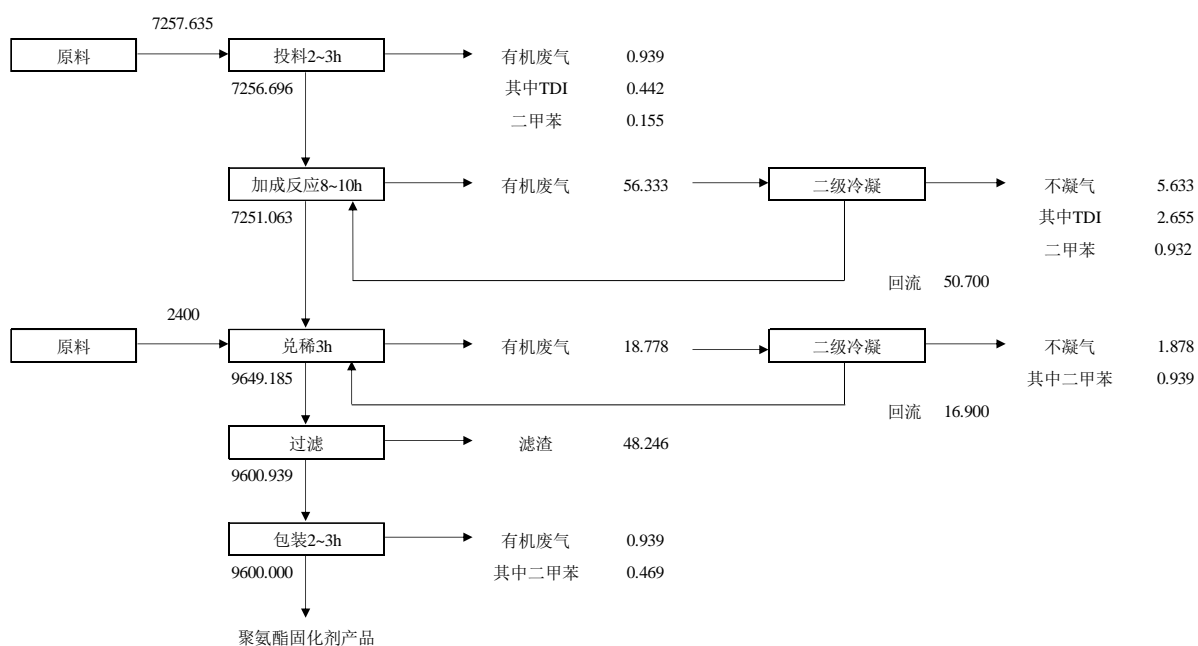 7257.635
原料 投料2~3h 有机废气 0.939
7256.696 其中TDI 0.442
二甲苯 0.155
加成反应8~10h 有机废气 56.333 二级冷凝 不凝气 5.633
7251.063 其中TDI 2.655
二甲苯 0.932
回流 50.700
2400
原料 兑稀3h 有机废气 18.778 二级冷凝 不凝气 1.878
9649.185 其中二甲苯 0.939
回流 16.900
过滤 滤渣 48.246
9600.939
包装2~3h 有机废气 0.939
9600.000 其中二甲苯 0.469
聚氨酯固化剂产品